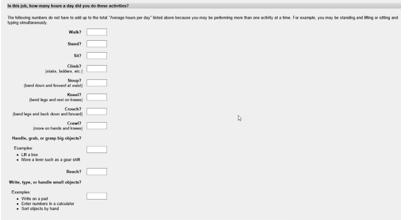 In this job, how many hours a day did you do these activities?
The following numbers do not have to add up to the total "Average hours per day" listed above because you may be performing more than one activity at a time. For example, you may be standing and lifting or sitting and
typing simultaneously.
Walk?
Stand?
Sit?
Climb?
(stairs, ladders, etc.)
Stoop?
(bend down and forward at waist)
Kneel?
(bend legs and rest on knees)
Crouch?
(bend legs and back down and forward)
Crawl?
(move on hands and knees)
Handle, grab, or grasp big objects?
Examples:
• Lift a box
• Move a lever such as a gear shift
Reach?
Write, type, or handle small objects?
Examples:
• Write on a pad
• Enter numbers in a calculator
• Sort objects by hand